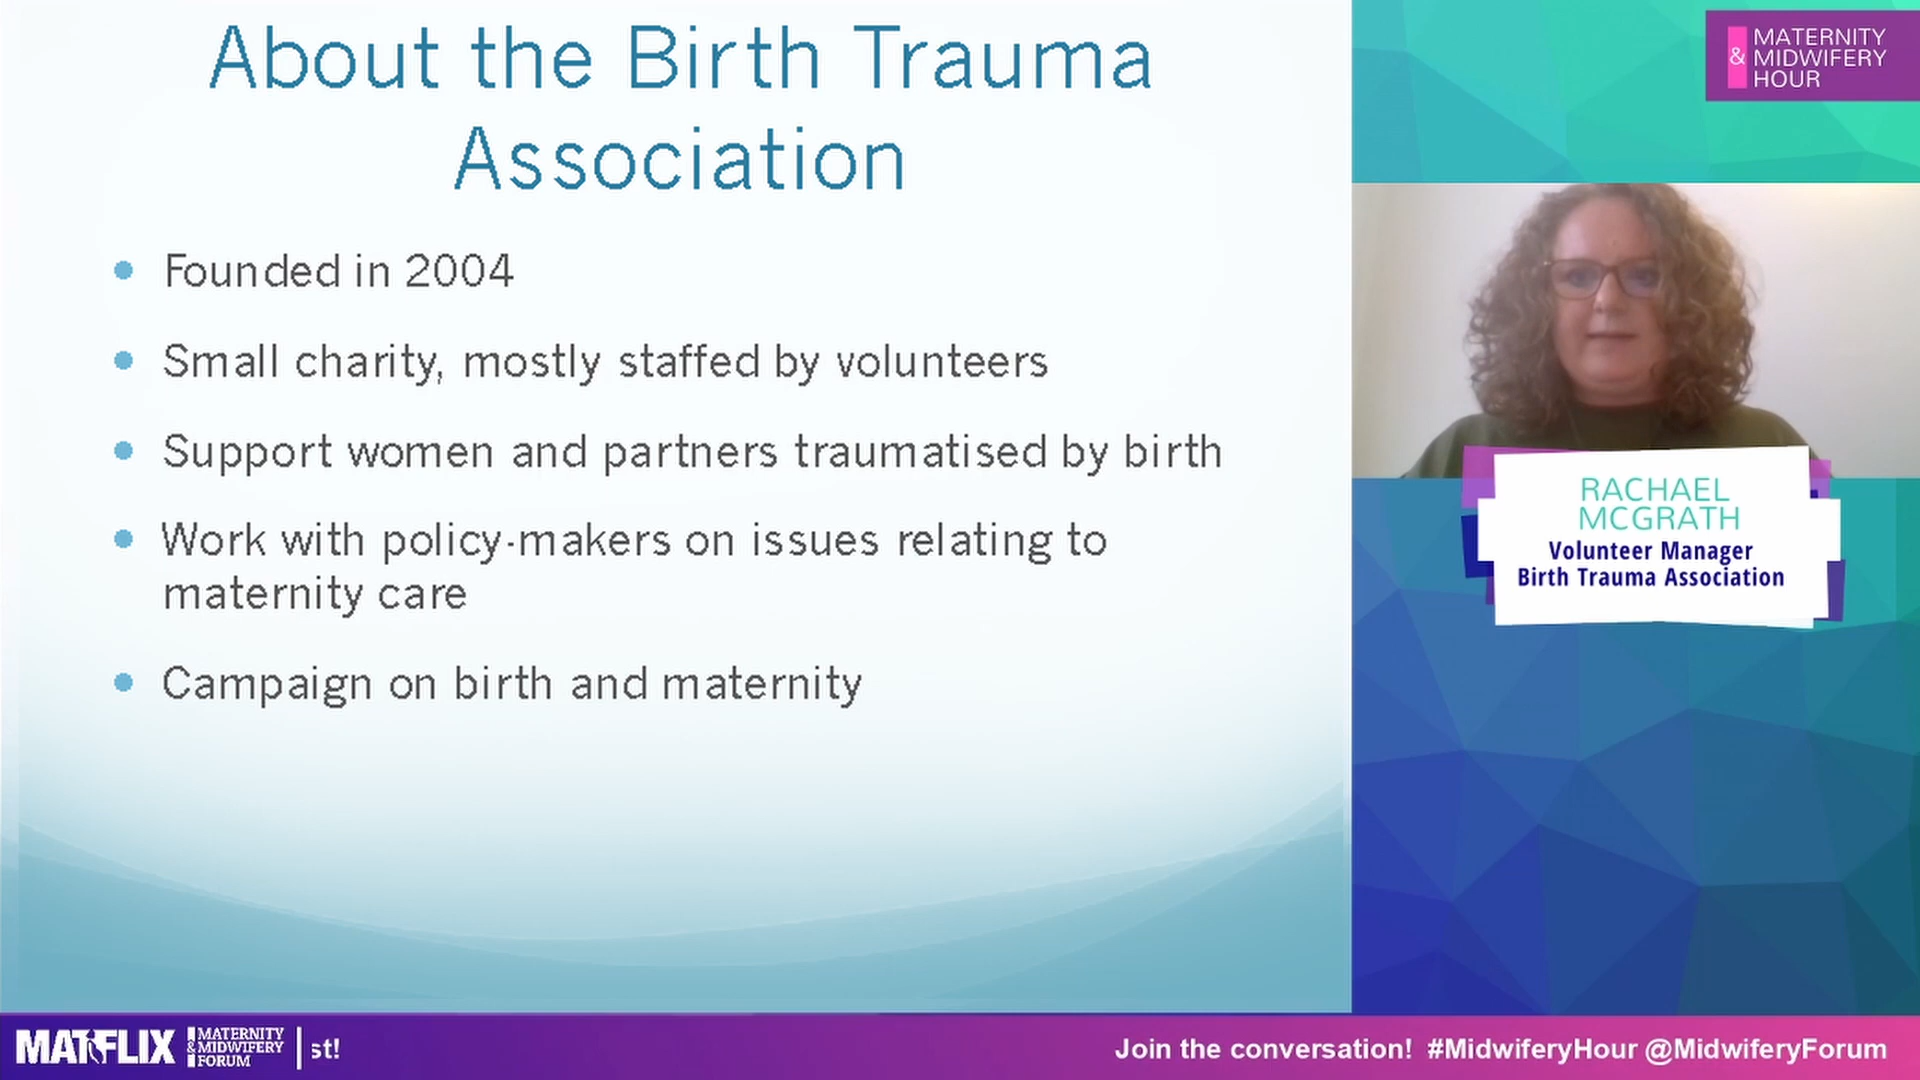 About the Birth Trauma
Association
Founded in 2004
Small charity, mostly staffed by volunteers
Support women and partners traumatised by birth
Work with policy-makers on issues relating to
maternity care
Campaign on birth and maternity
MATERNITY
& MIDWIFERY
HOUR
RACHAEL
MCGRATH
Volunteer Manager
Birth Trauma Association
MATFLIX
MATERNITY
& MIDWIFERY
FORUM
st!
Join the conversation! #MidwiferyHour @MidwiferyForum